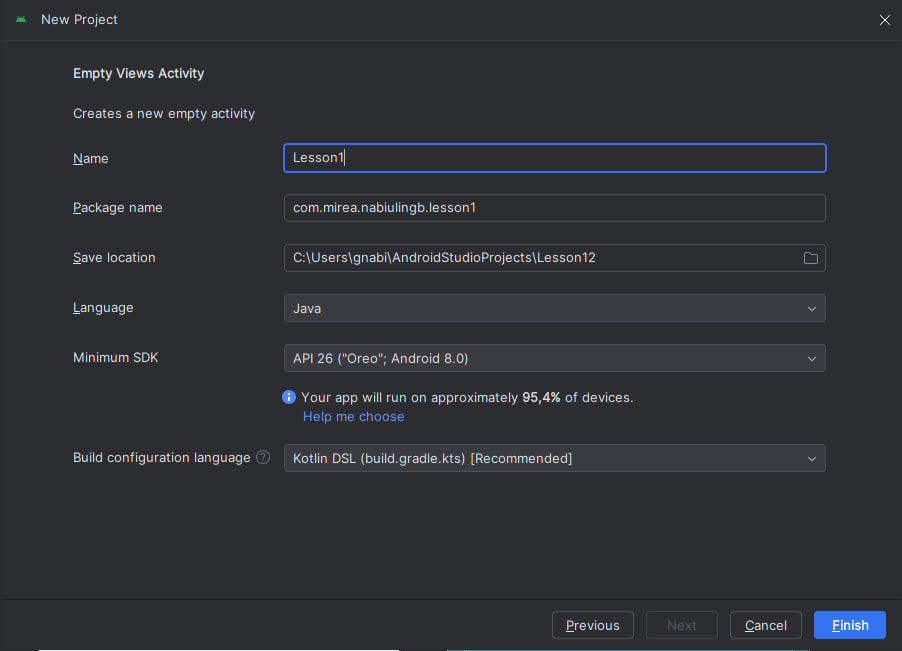 New Project
Empty Views Activity
Creates a new empty activity
Name
Lesson1
Package name
com.mirea.nabiulingb.lesson1
Save location
C:\Users\gnabi\AndroidStudioProjects\Lesson12
Language
Java
Minimum SDK
API 26 ("Oreo"; Android 8.0)
Your app will run on approximately 95,4% of devices.
Help me choose
Build configuration language ?
Kotlin DSL (build.gradle.kts) [Recommended]
Previous
Next
Cancel
Finish